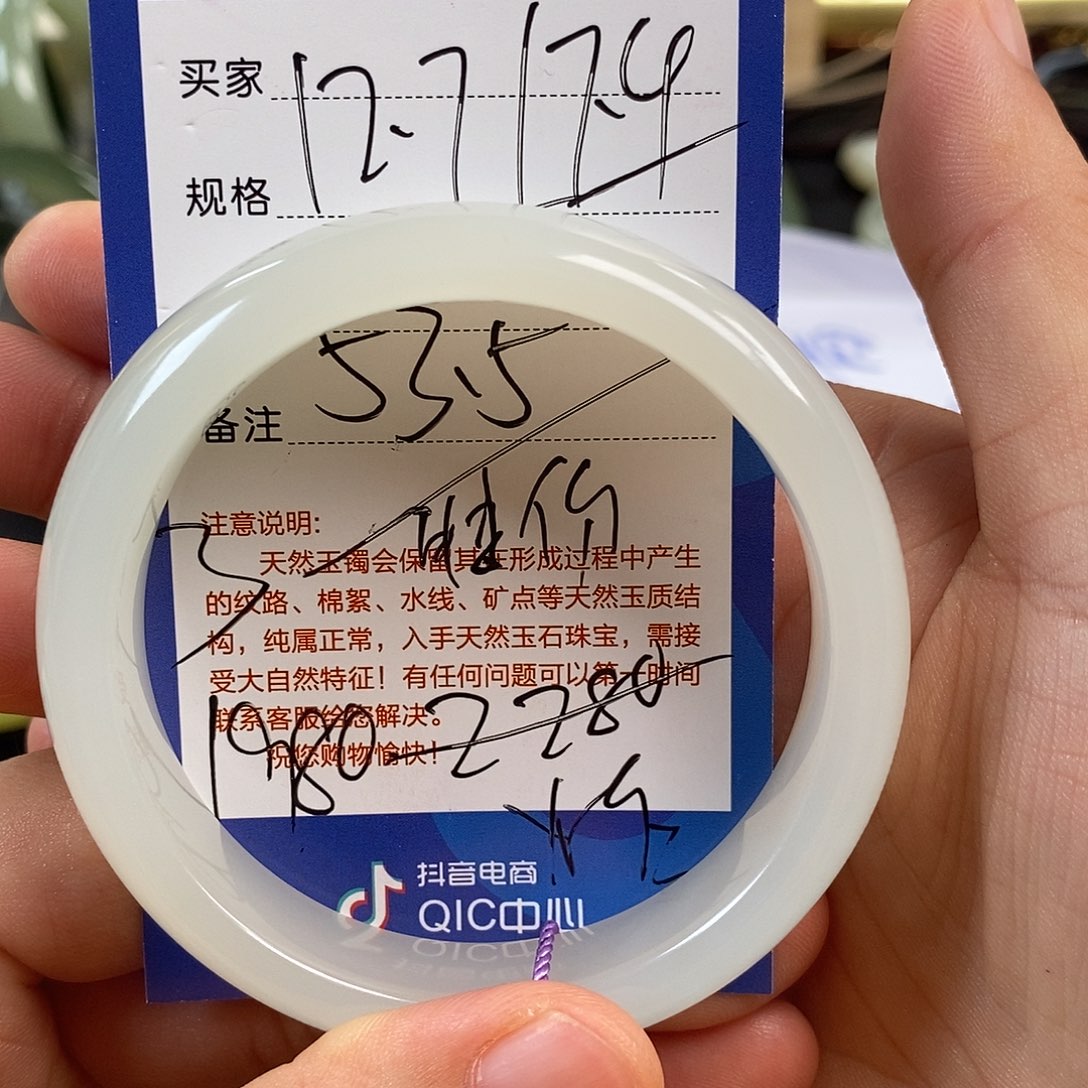 买家 12.7/12.4
规格
53.5
备注
注意说明:
天然玉镯会保留其在形成过程中产生
的纹路、棉絮、水线、矿点等天然玉质结
构，纯属正常，入手天然玉石珠宝，需接
受大自然特征！有任何问题可以第一时间
联系客服给您解决。
祝您购物愉快！
1980-2280
抖音电商
QIC中心